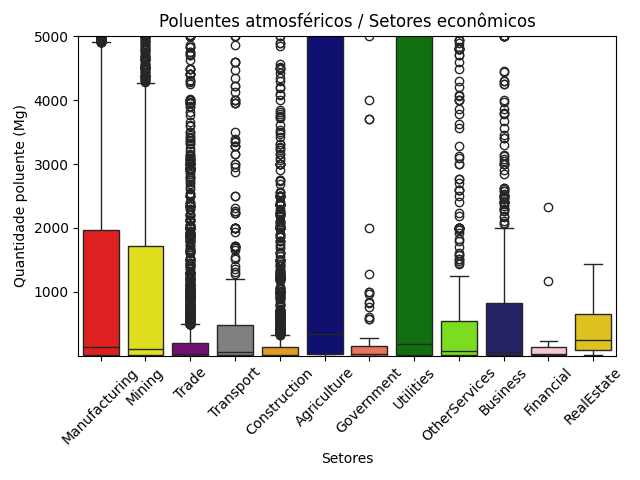 Poluentes atmosféricos / Setores econômicos
Quantidade poluente (Mg)
5000
4000
3000
2000
1000
Manufacturing
Mining
Trade
Transport
Construction
Agriculture
Government
Utilities
OtherServices
Business
Financial
RealEstate
Setores